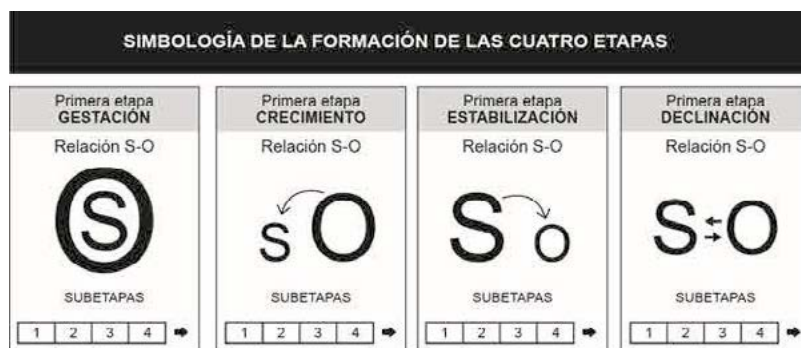 SIMBOLOGÍA DE LA FORMACIÓN DE LAS CUATRO ETAPAS
Primera etapa
GESTACIÓN
Relación S-O
S O
SUBETAPAS
1 2 3 4
Primera etapa
CRECIMIENTO
Relación S-O
S O
SUBETAPAS
1 2 3 4
Primera etapa
ESTABILIZACIÓN
Relación S-O
S O
SUBETAPAS
1 2 3 4
Primera etapa
DECLINACIÓN
Relación S-O
S O
SUBETAPAS
1 2 3 4